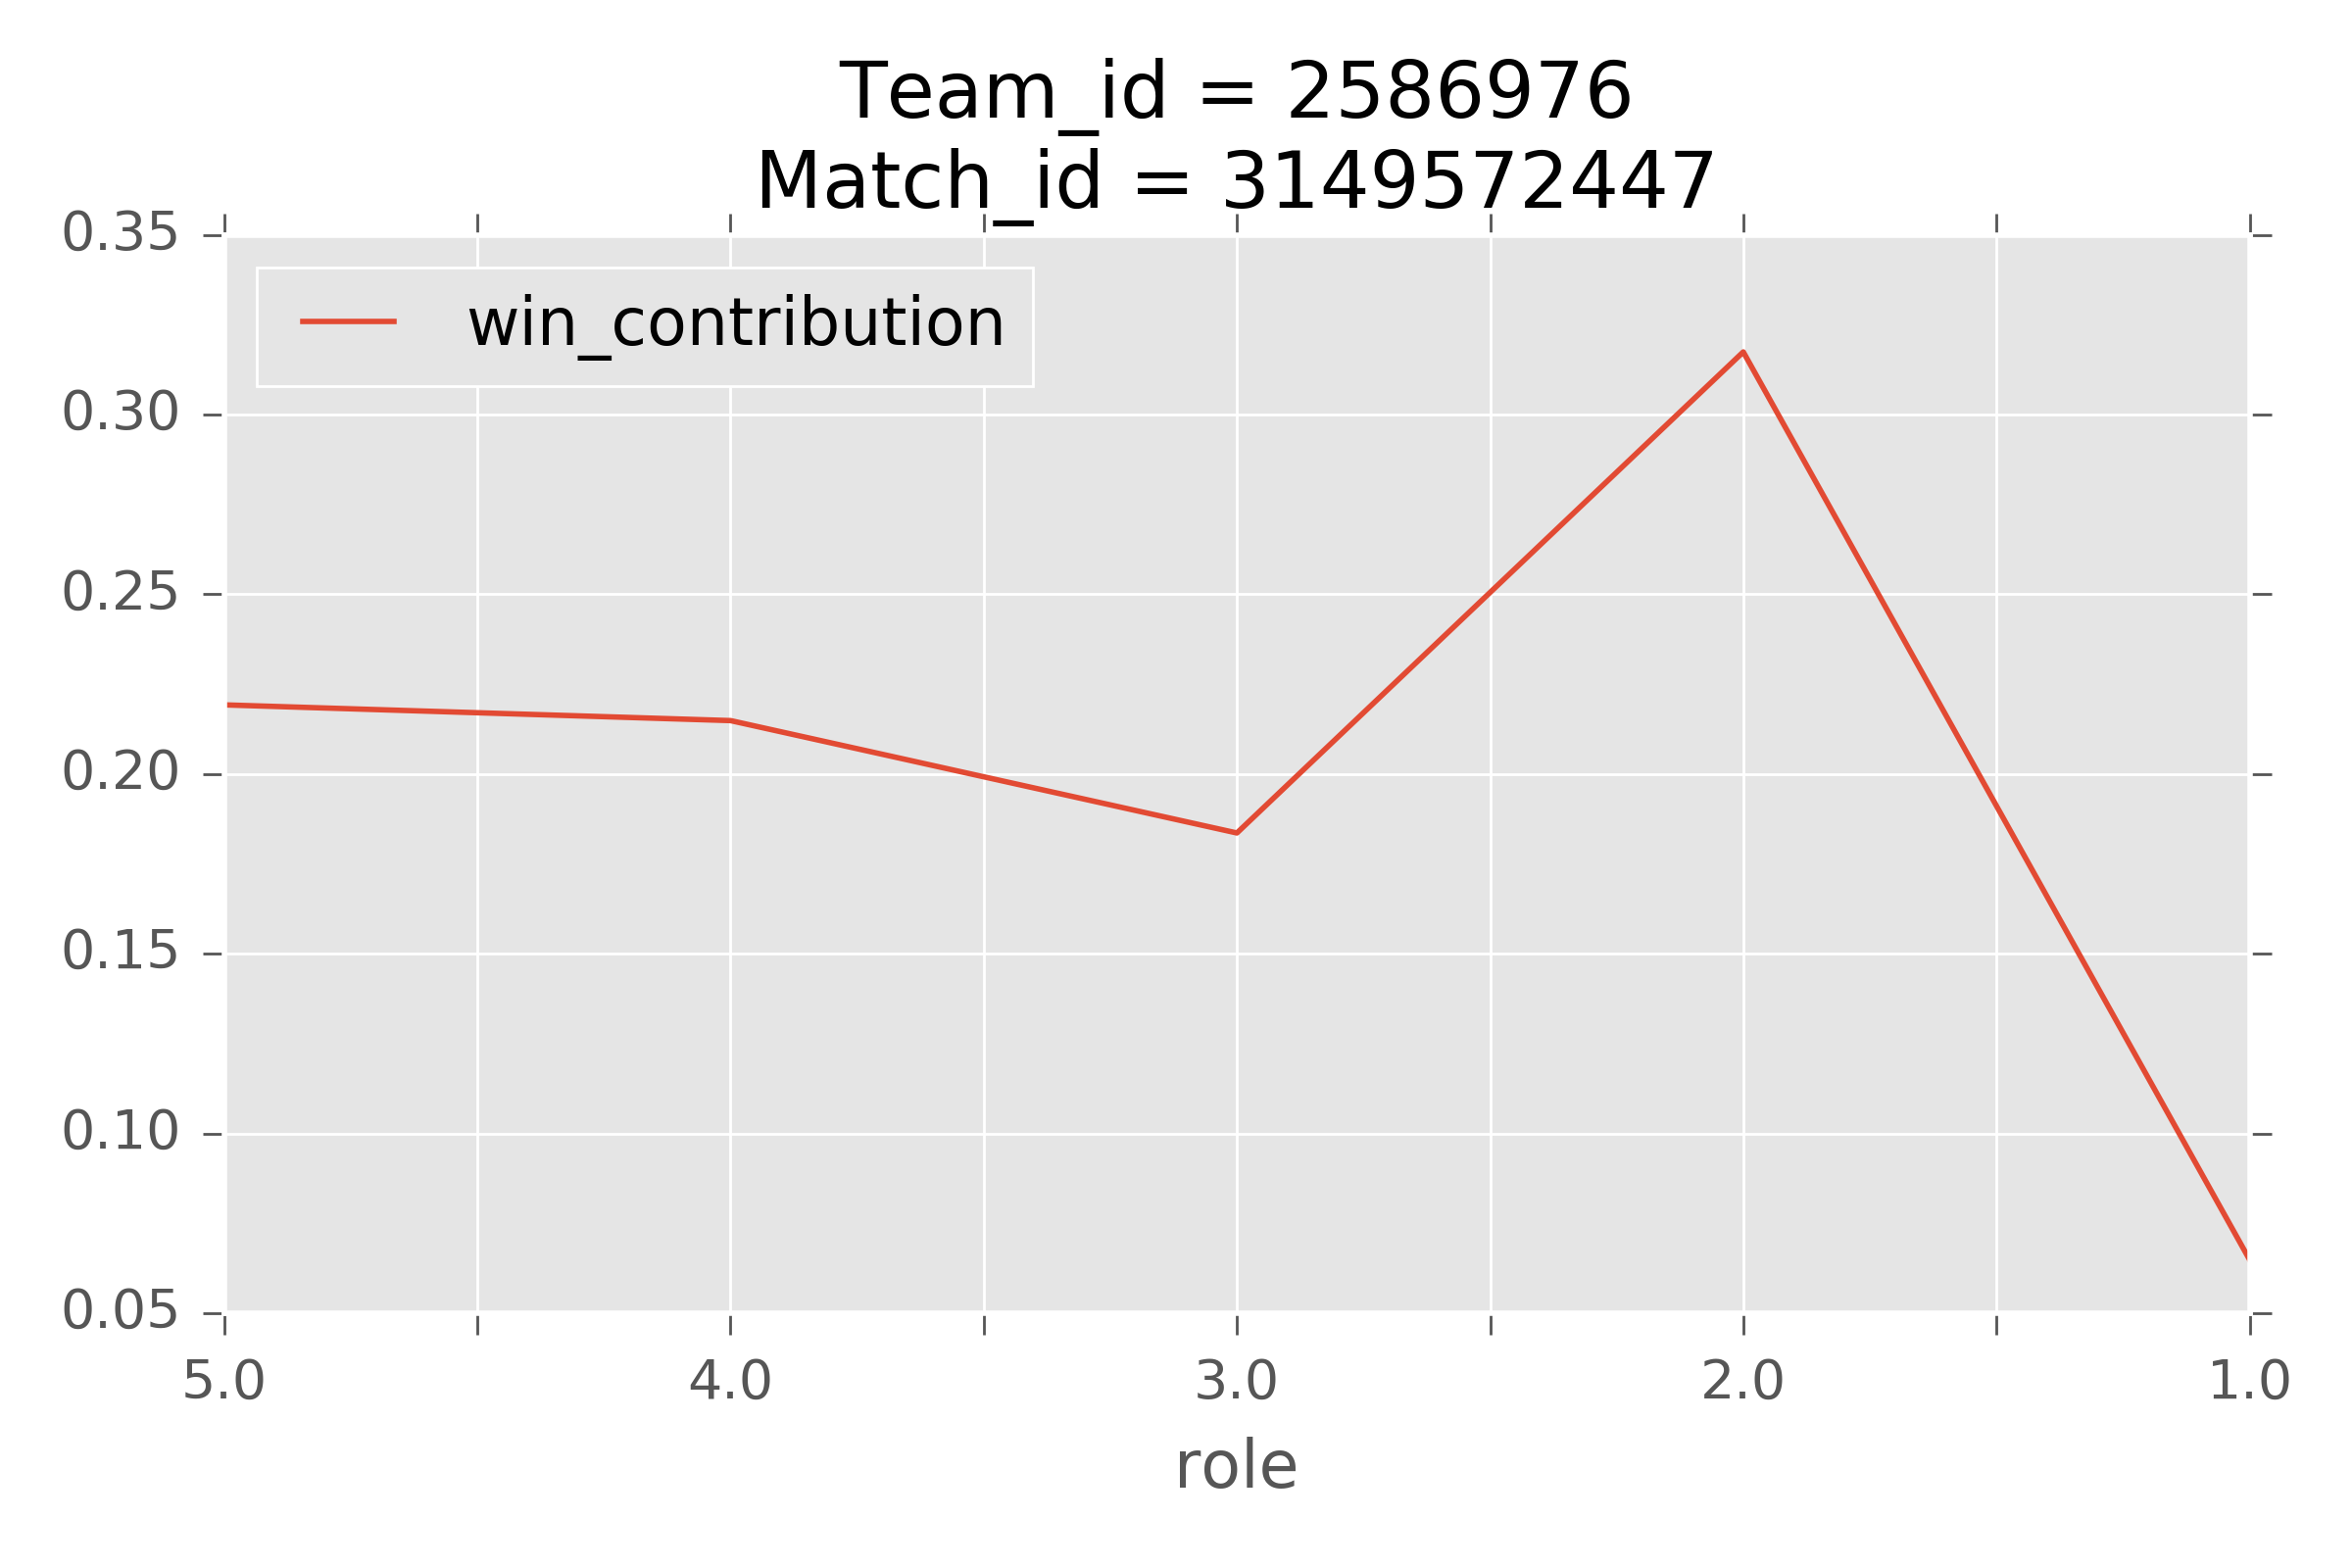 Team_id = 2586976
Match_id = 3149572447
win_contribution
0.35
0.30
0.25
0.20
0.15
0.10
0.05
5.0 4.0 3.0 2.0 1.0
role